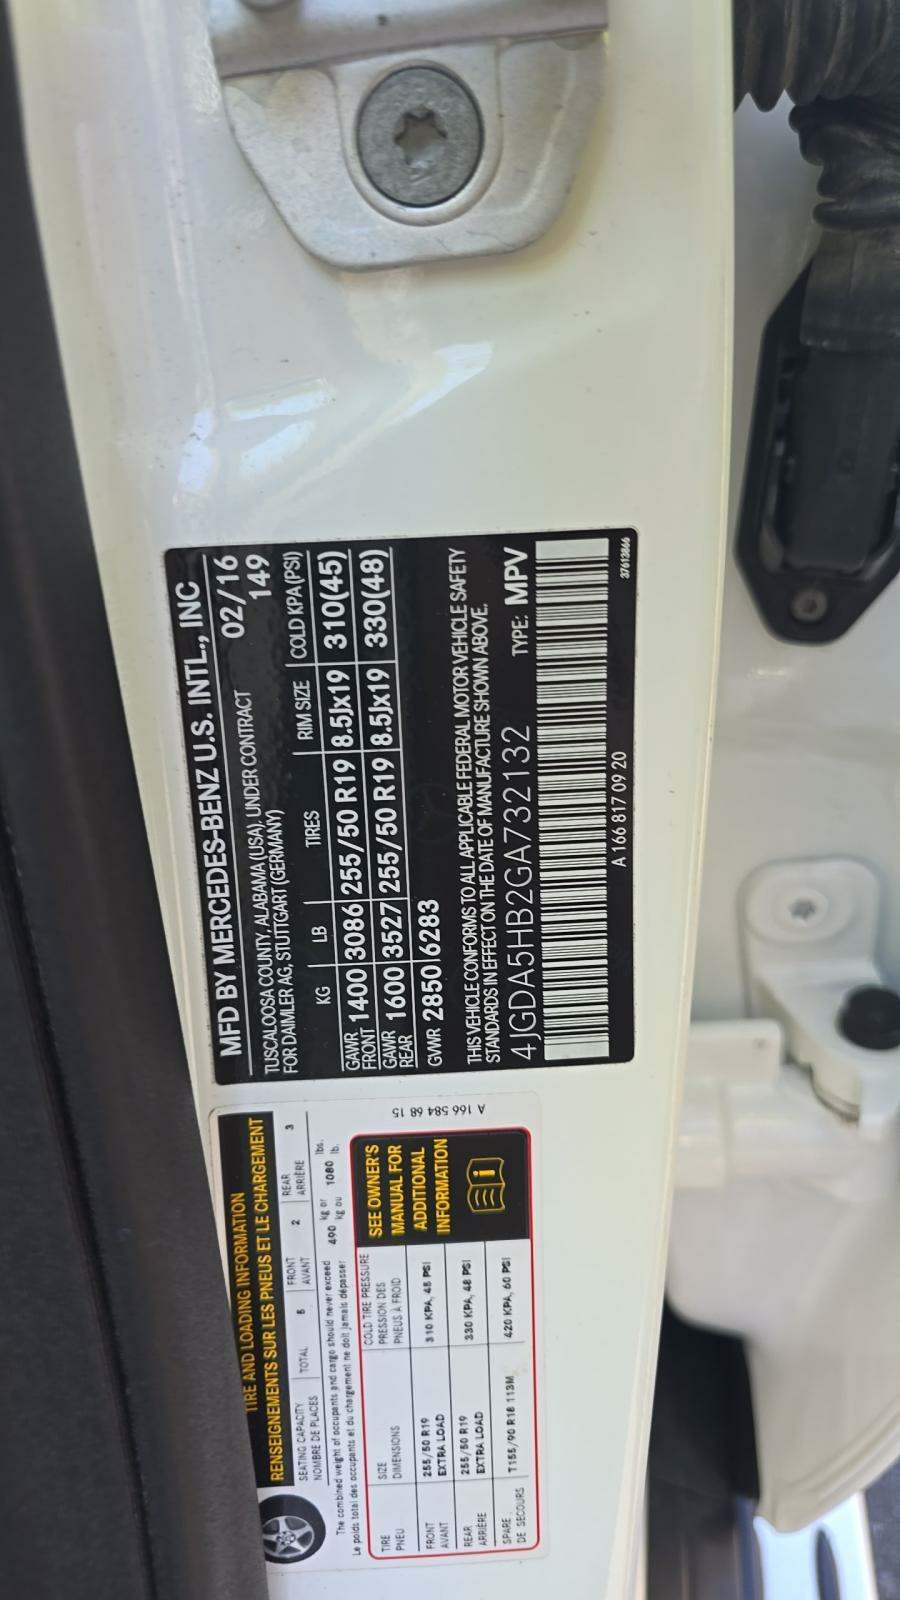 MFD BY MERCEDES-BENZ U.S. INTL., INC
TUSCALOOSA COUNTY, ALABAMA (USA), UNDER CONTRACT 02/16
FOR DAIMLER AG, STUTTGART (GERMANY) 149
KG LB TIRES RIM SIZE COLD KPA(PSI)
GAWR FRONT 1400 3086 255/50 R19 8.5Jx19 310(45)
GAWR REAR 1600 3527 255/50 R19 8.5Jx19 330(48)
GVWR 2850 6283
THIS VEHICLE CONFORMS TO ALL APPLICABLE FEDERAL MOTOR VEHICLE SAFETY
STANDARDS IN EFFECT ON THE DATE OF MANUFACTURE SHOWN ABOVE.
4JGDA5HB2GA732132 TYPE: MPV
A 166 817 09 20
37613866
TIRE AND LOADING INFORMATION
RENSEIGNEMENTS SUR LES PNEUS ET LE CHARGEMENT
SEATING CAPACITY TOTAL 5 FRONT 2 REAR 3
NOMBRE DE PLACES AVANT ARRIÈRE
The combined weight of occupants and cargo should never exceed 490 kg or 1080 lbs.
Le poids total des occupants et du chargement ne doit jamais dépasser kg ou lb.
TIRE SIZE COLD TIRE PRESSURE
PNEU DIMENSIONS PRESSION DES PNEUS À FROID
FRONT 255/50 R19 310 KPA, 45 PSI
AVANT EXTRA LOAD
REAR 255/50 R19 330 KPA, 48 PSI
ARRIÈRE EXTRA LOAD
SPARE T155/90 R18 113M 420 KPA, 60 PSI
DE SECOURS
SEE OWNER'S
MANUAL FOR
ADDITIONAL
INFORMATION
A 166 584 68 15